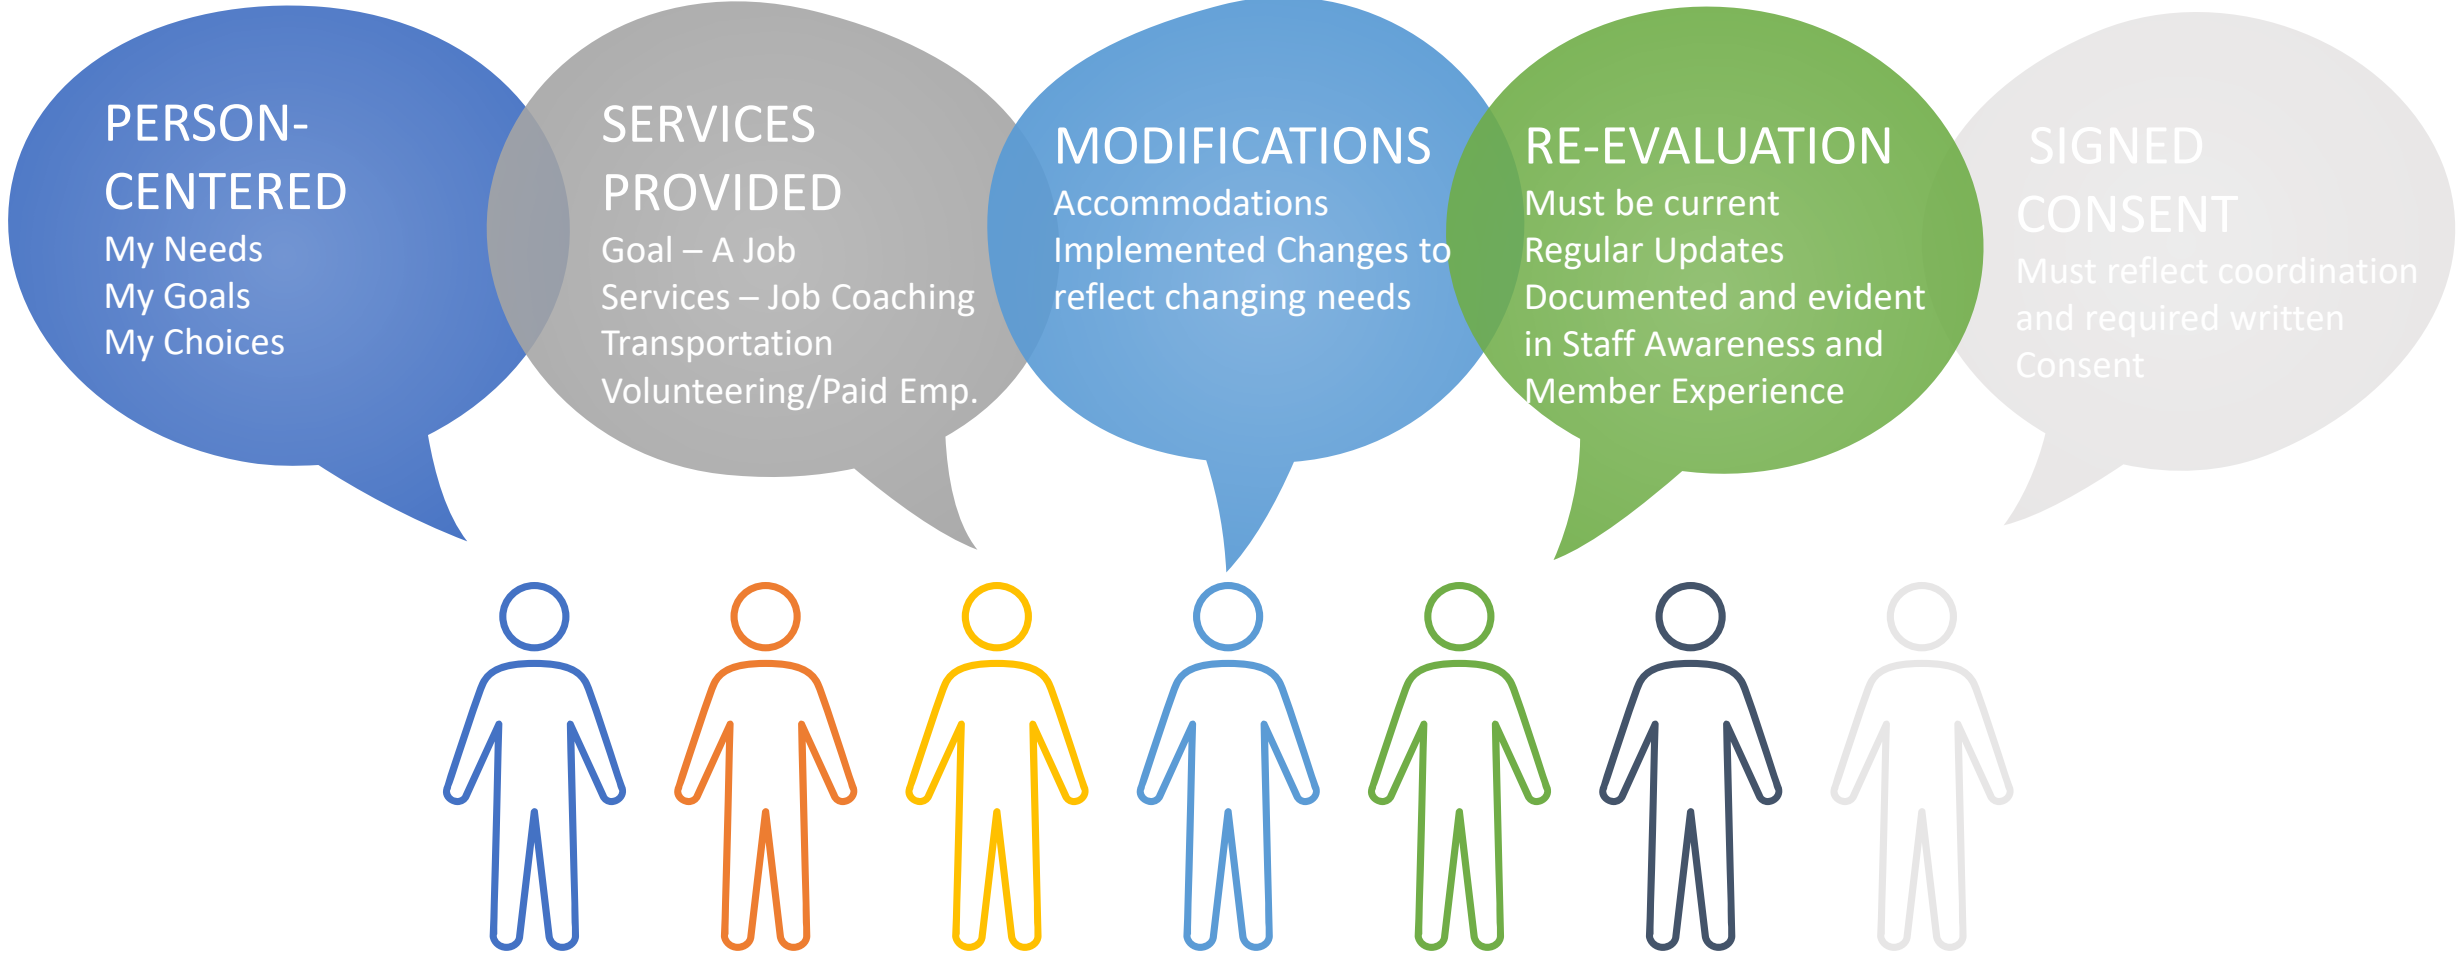 PERSON-
CENTERED
My Needs
My Goals
My Choices
SERVICES
PROVIDED
Goal – A Job
Services – Job Coaching
Transportation
Volunteering/Paid Emp.
MODIFICATIONS
Accommodations
Implemented Changes to
reflect changing needs
RE-EVALUATION
Must be current
Regular Updates
Documented and evident
in Staff Awareness and
Member Experience
SIGNED
CONSENT
Must reflect coordination
and required written
Consent